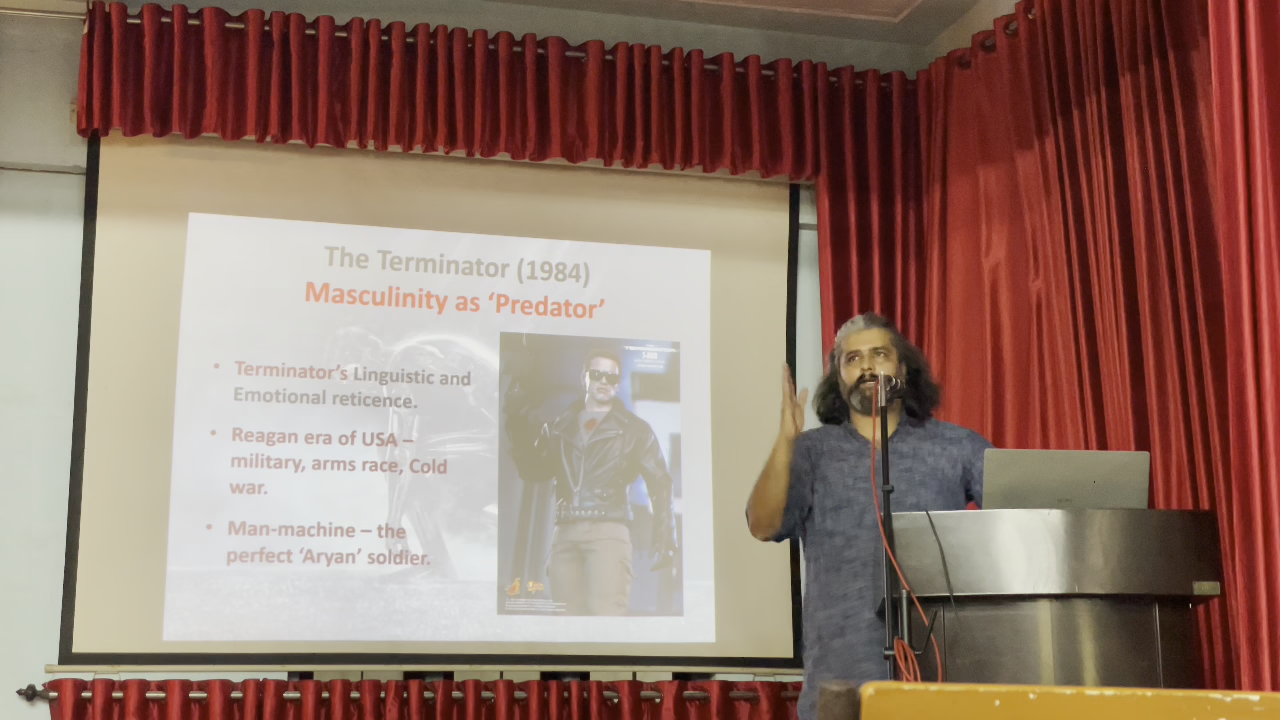 The Terminator (1984)
Masculinity as ‘Predator’
• Terminator’s Linguistic and
Emotional reticence.
• Reagan era of USA –
military, arms race, Cold
war.
• Man-machine – the
perfect ‘Aryan’ soldier.